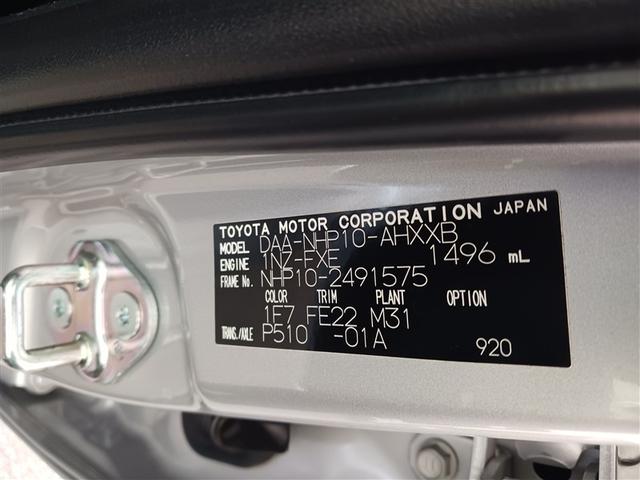 TOYOTA MOTOR CORPORATION JAPAN
MODEL DAA-NHP10-AHXXB
ENGINE 1NZ-FXE 1496 mL
FRAME No. NHP10-2491575
COLOR TRIM PLANT OPTION
1F7 FE22 M31
TRANS./AXLE P510 -01A
920